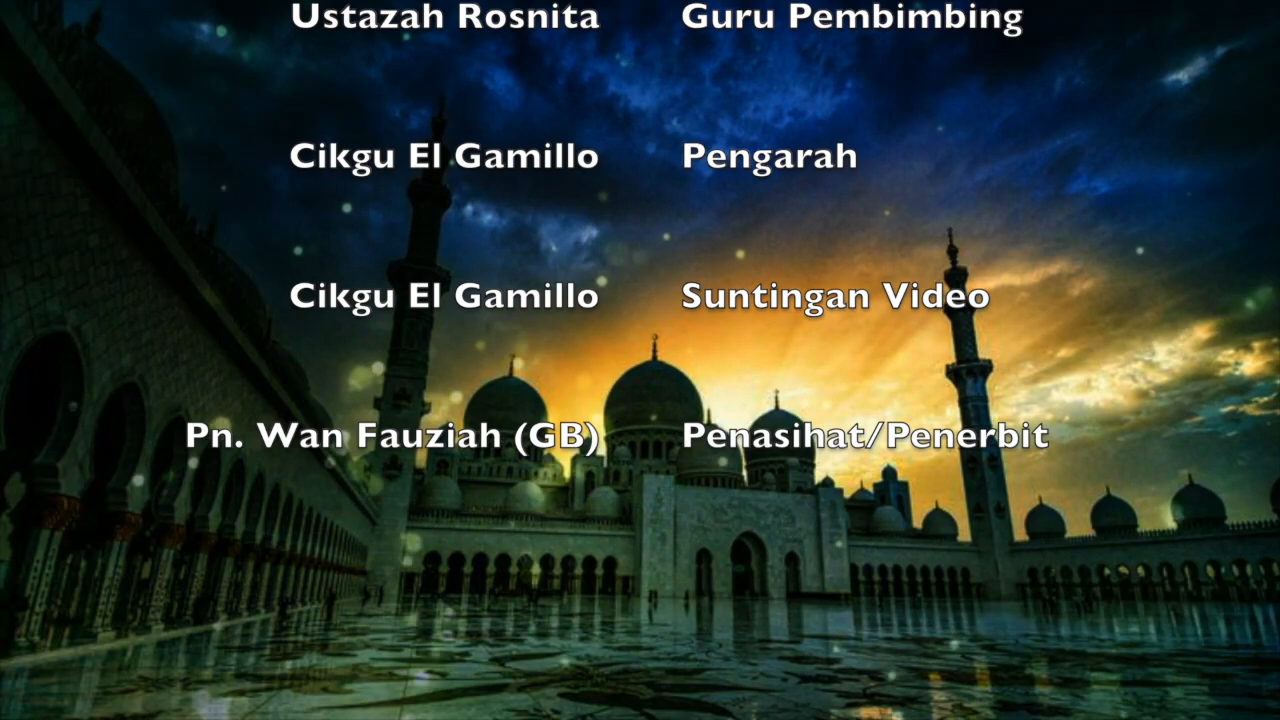 Ustazah Rosnita Guru Pembimbing
Cikgu El Gamillo Pengarah
Cikgu El Gamillo Suntingan Video
Pn. Wan Fauziah (GB) Penasihat/Penerbit